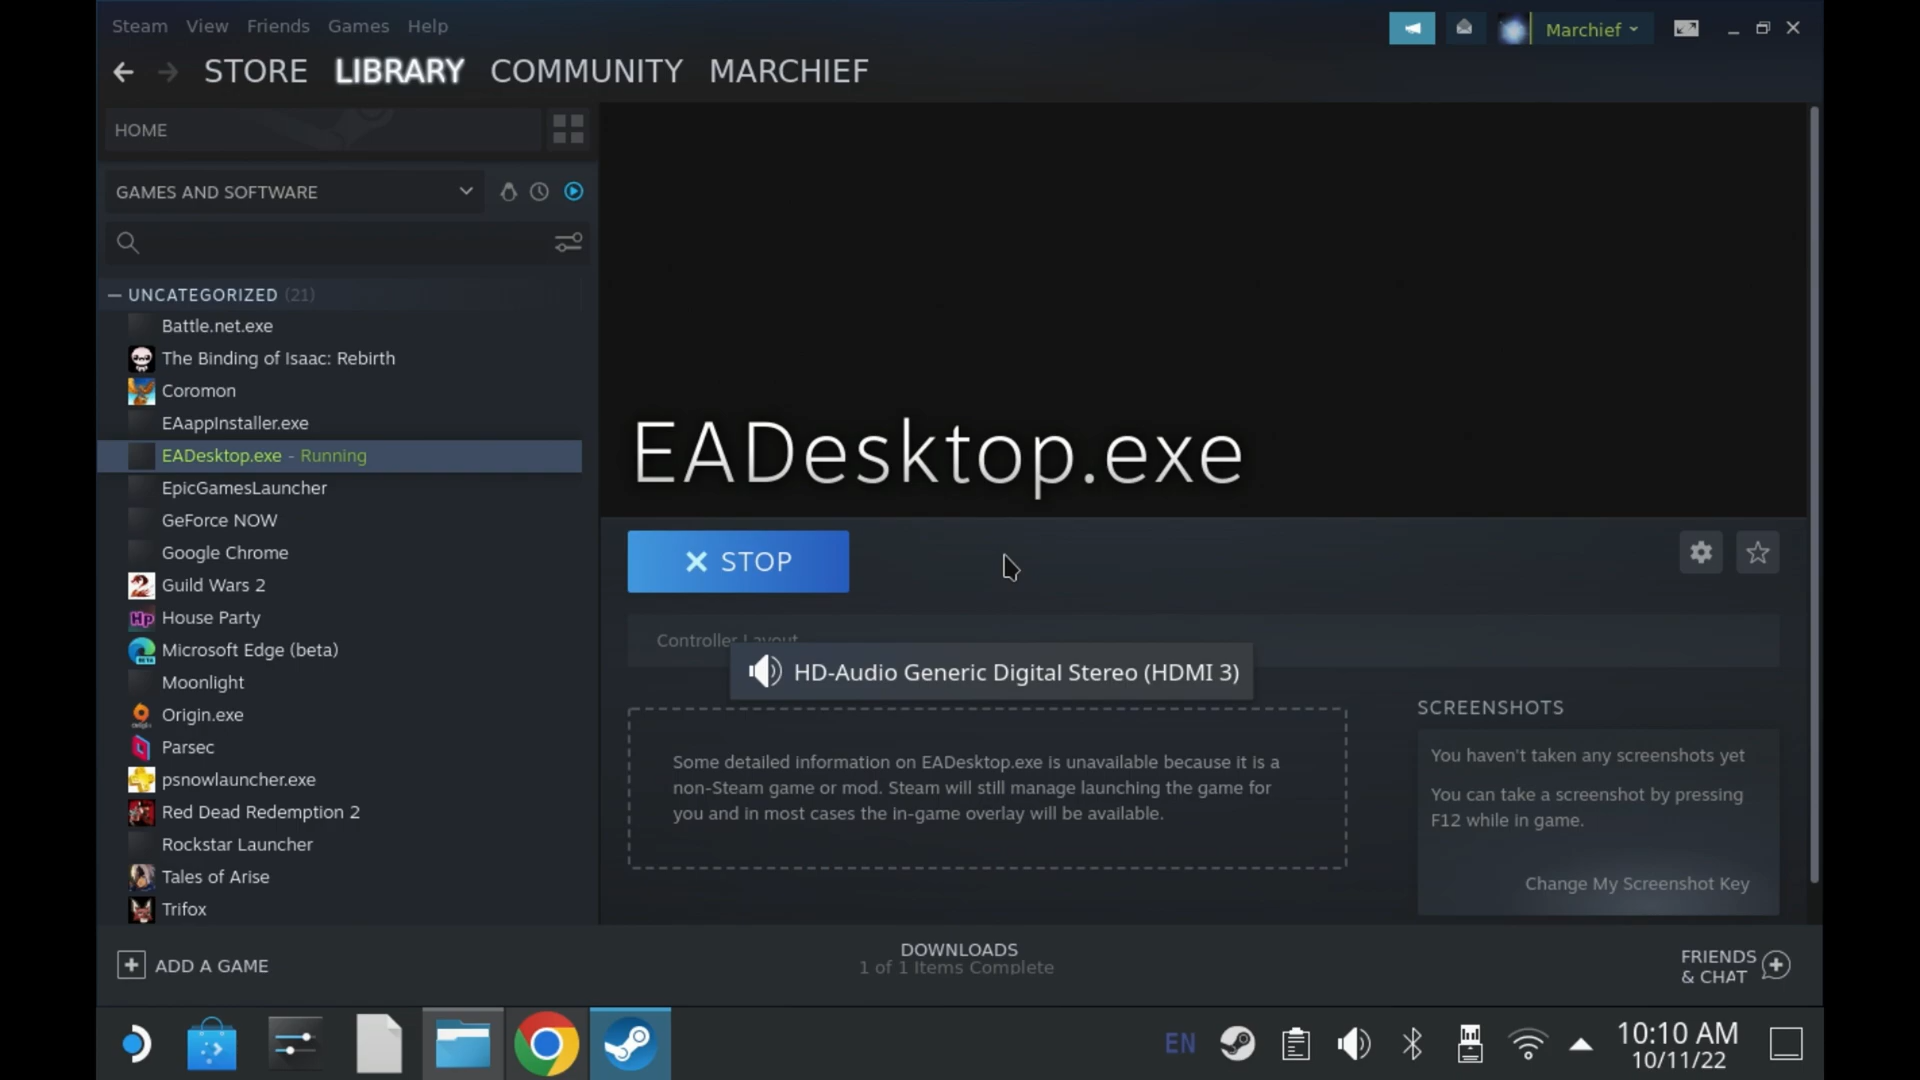 Steam View Friends Games Help
Marchief
STORE LIBRARY COMMUNITY MARCHIEF
HOME
GAMES AND SOFTWARE
UNCATEGORIZED (21)
Battle.net.exe
The Binding of Isaac: Rebirth
Coromon
EAappInstaller.exe
EADesktop.exe - Running
EpicGamesLauncher
GeForce NOW
Google Chrome
Guild Wars 2
House Party
Microsoft Edge (beta)
Moonlight
Origin.exe
Parsec
psnowlauncher.exe
Red Dead Redemption 2
Rockstar Launcher
Tales of Arise
Trifox
EADesktop.exe
STOP
Controller Layout
HD-Audio Generic Digital Stereo (HDMI 3)
Some detailed information on EADesktop.exe is unavailable because it is a
non-Steam game or mod. Steam will still manage launching the game for
you and in most cases the in-game overlay will be available.
SCREENSHOTS
You haven't taken any screenshots yet
You can take a screenshot by pressing
F12 while in game.
Change My Screenshot Key
ADD A GAME
DOWNLOADS
1 of 1 Items Complete
FRIENDS
& CHAT
EN
10:10 AM
10/11/22